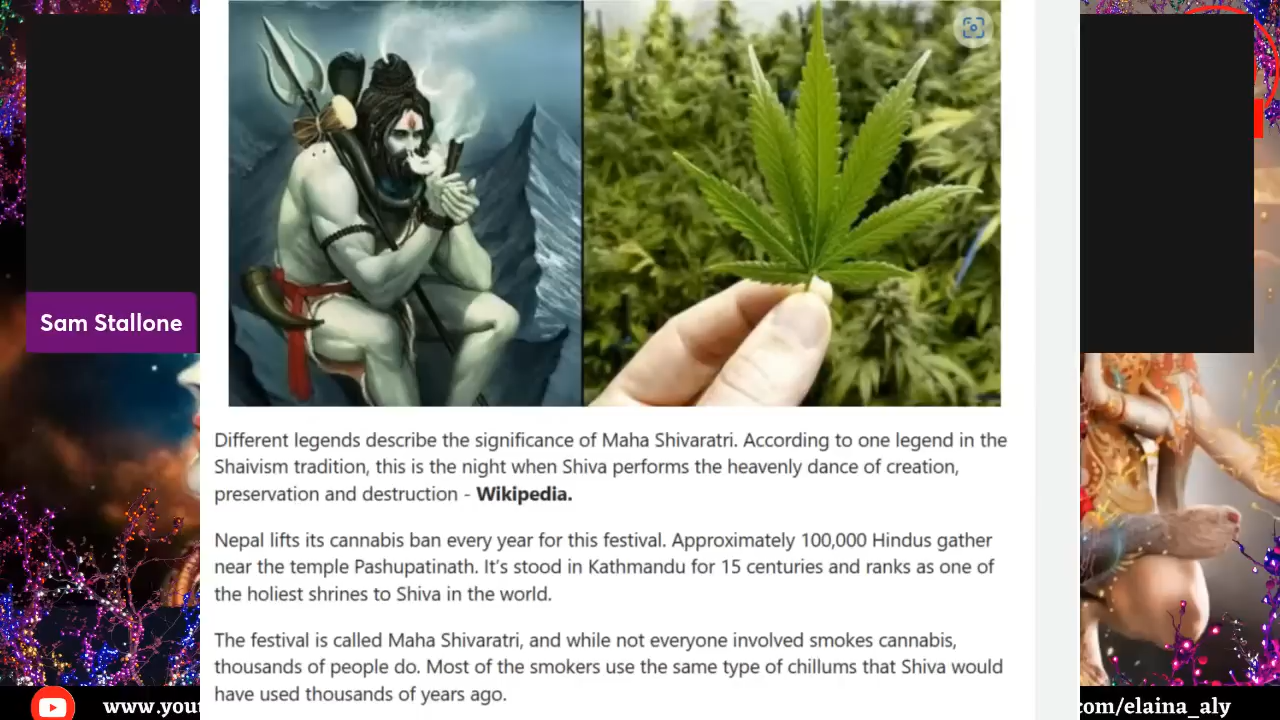 Sam Stallone
Different legends describe the significance of Maha Shivaratri. According to one legend in the
Shaivism tradition, this is the night when Shiva performs the heavenly dance of creation,
preservation and destruction - Wikipedia.
Nepal lifts its cannabis ban every year for this festival. Approximately 100,000 Hindus gather
near the temple Pashupatinath. It’s stood in Kathmandu for 15 centuries and ranks as one of
the holiest shrines to Shiva in the world.
The festival is called Maha Shivaratri, and while not everyone involved smokes cannabis,
thousands of people do. Most of the smokers use the same type of chillums that Shiva would
have used thousands of years ago.
www.you
com/elaina_aly